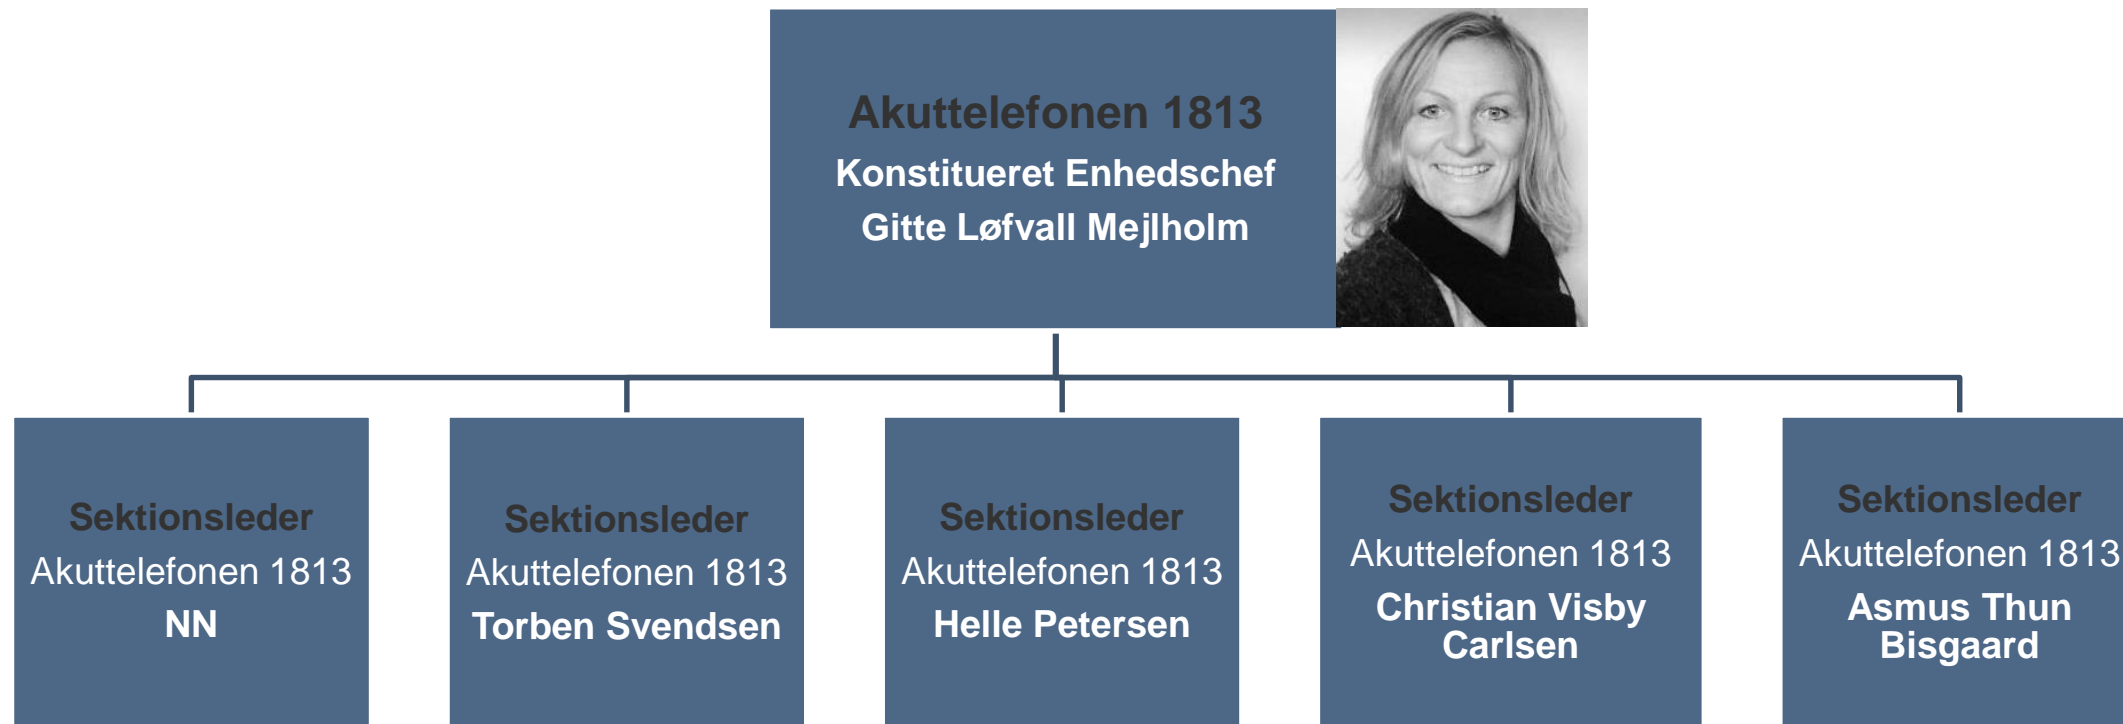 Akuttelefonen 1813
Konstitueret Enhedschef
Gitte Løfvall Mejlholm
Sektionsleder
Akuttelefonen 1813
NN
Sektionsleder
Akuttelefonen 1813
Torben Svendsen
Sektionsleder
Akuttelefonen 1813
Helle Petersen
Sektionsleder
Akuttelefonen 1813
Christian Visby
Carlsen
Sektionsleder
Akuttelefonen 1813
Asmus Thun
Bisgaard